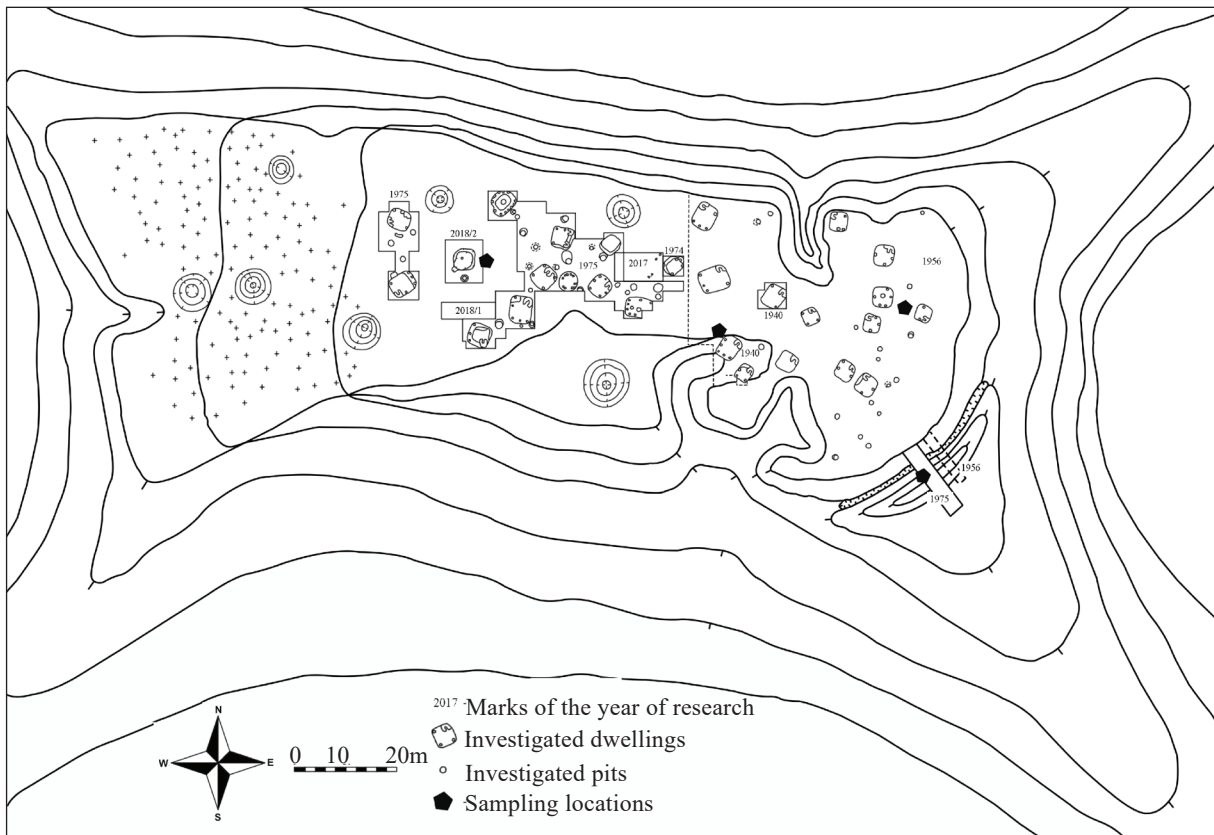 1975
2018/2
1974
2017
1975
1956
2018/1
1940
1940
1956
1975
N
W E
S
0 10 20m
2017 Marks of the year of research
Investigated dwellings
Investigated pits
Sampling locations